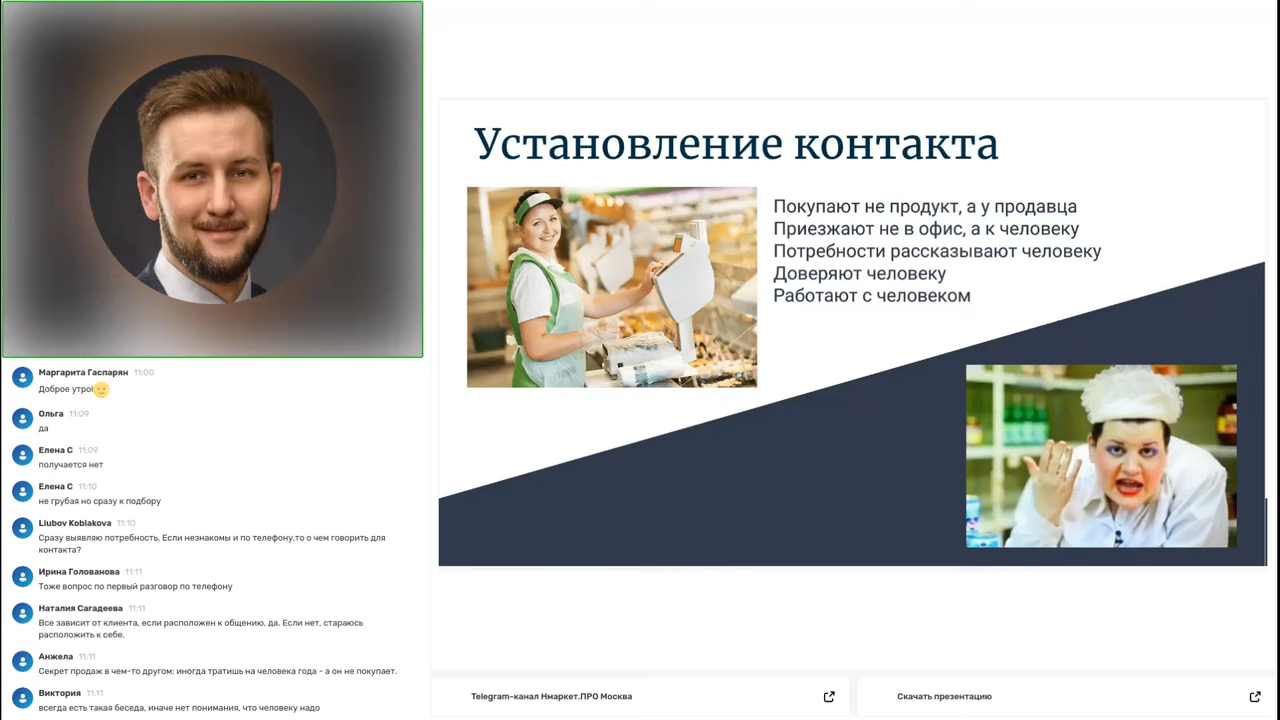 Установление контакта
Покупают не продукт, а у продавца
Приезжают не в офис, а к человеку
Потребности рассказывают человеку
Доверяют человеку
Работают с человеком
Маргарита Гаспарян 11:00
Доброе утро!🙂
Ольга 11:09
да
Елена С 11:09
получается нет
Елена С 11:10
не грубая но сразу к подбору
Liubov Koblakova 11:10
Сразу выявляю потребность. Если незнакомы и по телефону,то о чем говорить для
контакта?
Ирина Голованова 11:11
Тоже вопрос по первый разговор по телефону
Наталия Сагадеева 11:11
Все зависит от клиента, если расположен к общению, да. Если нет, стараюсь
расположить к себе.
Анжела 11:11
Секрет продаж в чем-то другом: иногда тратишь на человека года - а он не покупает.
Виктория 11:11
всегда есть такая беседа, иначе нет понимания, что человеку надо
Telegram-канал Нмаркет.ПРО Москва
Скачать презентацию